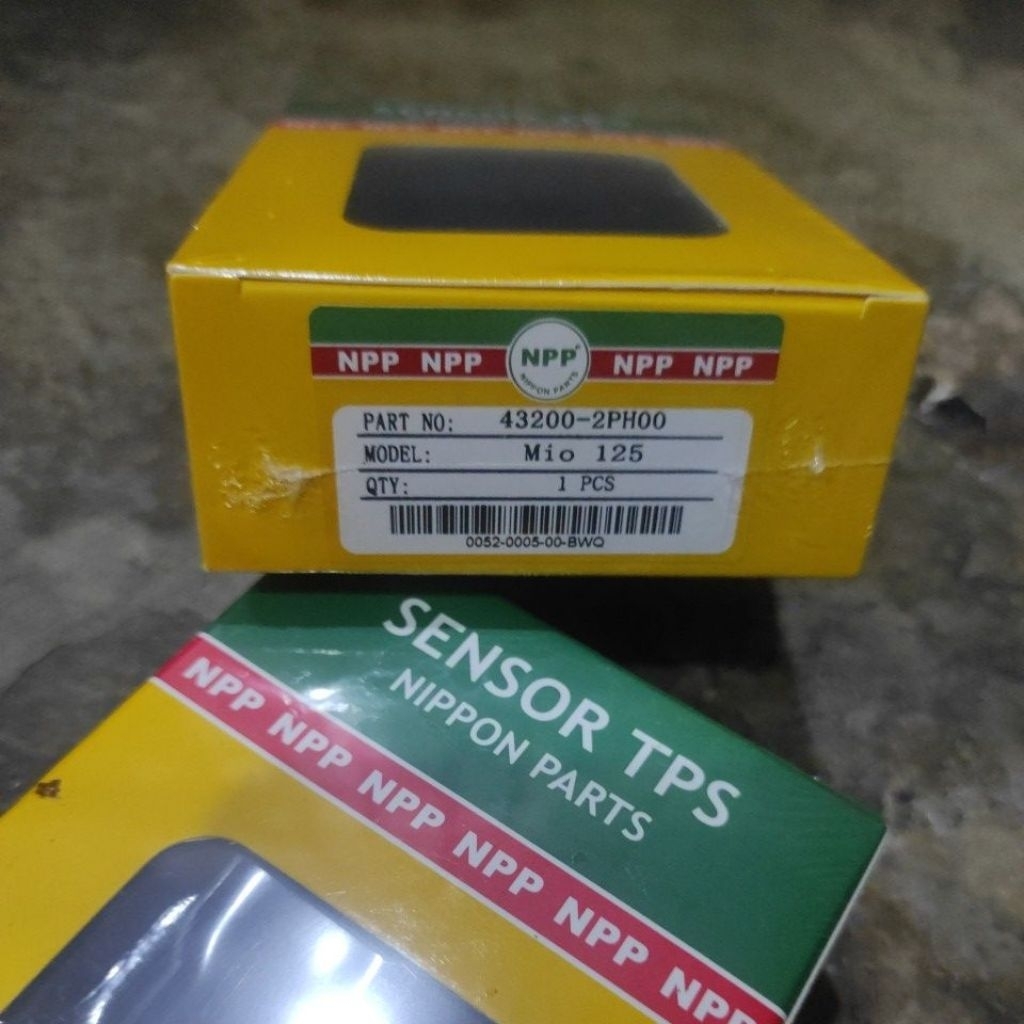 NPP NPP NPP NPP NPP
NIPPON PARTS
PART NO: 43200-2PH00
MODEL: Mio 125
QTY: 1 PCS
0052-0005-00-BWQ
SENSOR TPS
NIPPON PARTS
NPP NPP NPP NPP NPP NPP